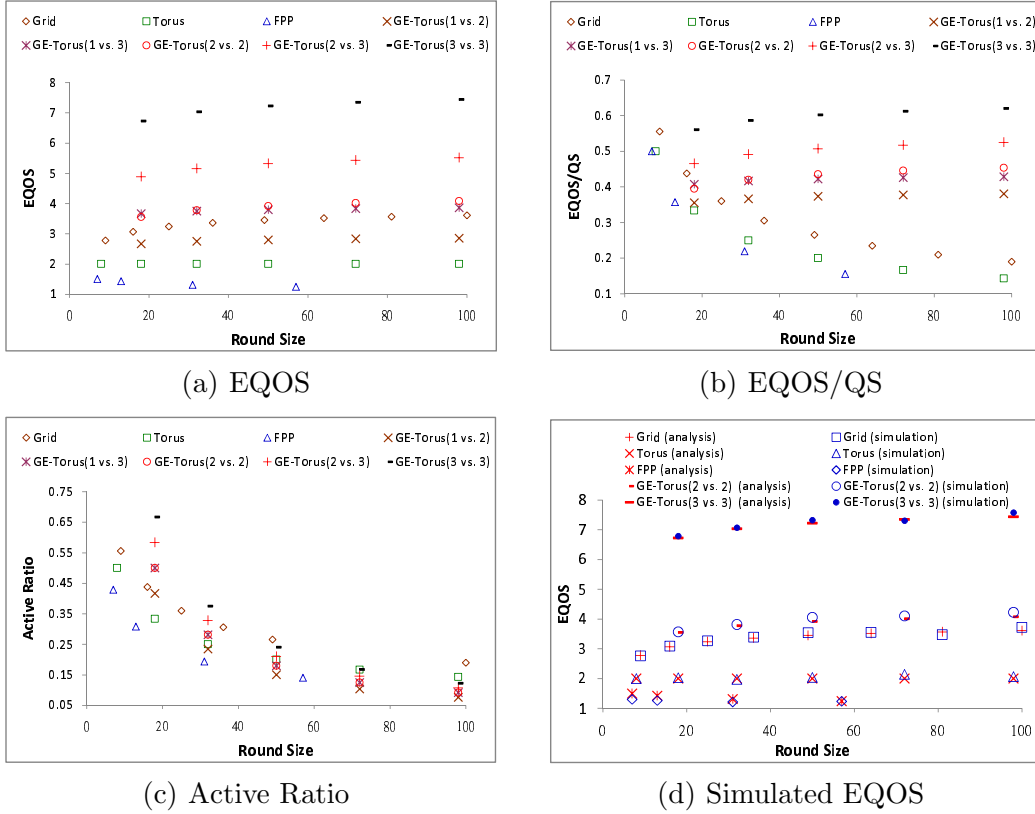 Grid Torus FPP GE-Torus(1 vs. 2)
GE-Torus(1 vs. 3) GE-Torus(2 vs. 2) GE-Torus(2 vs. 3) GE-Torus(3 vs. 3)
EQOS
8
7
6
5
4
3
2
1
0 20 40 60 80 100
Round Size
(a) EQOS
Grid Torus FPP GE-Torus(1 vs. 2)
GE-Torus(1 vs. 3) GE-Torus(2 vs. 2) GE-Torus(2 vs. 3) GE-Torus(3 vs. 3)
EQOS/QS
0.7
0.6
0.5
0.4
0.3
0.2
0.1
0 20 40 60 80 100
Round Size
(b) EQOS/QS
Grid Torus FPP GE-Torus(1 vs. 2)
GE-Torus(1 vs. 3) GE-Torus(2 vs. 2) GE-Torus(2 vs. 3) GE-Torus(3 vs. 3)
Active Ratio
0.75
0.65
0.55
0.45
0.35
0.25
0.15
0.05
0 20 40 60 80 100
Round Size
(c) Active Ratio
Grid (analysis) Grid (simulation)
Torus (analysis) Torus (simulation)
FPP (analysis) FPP (simulation)
GE-Torus(2 vs. 2) (analysis) GE-Torus(2 vs. 2) (simulation)
GE-Torus(3 vs. 3) (analysis) GE-Torus(3 vs. 3) (simulation)
EQOS
8
7
6
5
4
3
2
1
0 20 40 60 80 100
Round Size
(d) Simulated EQOS